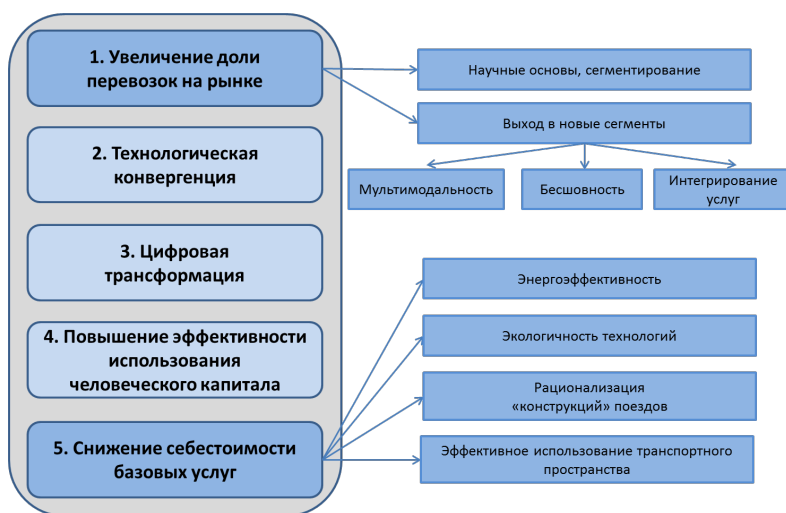 1. Увеличение доли
перевозок на рынке
2. Технологическая
конвергенция
3. Цифровая
трансформация
4. Повышение эффективности
использования
человеческого капитала
5. Снижение себестоимости
базовых услуг
Научные основы, сегментирование
Выход в новые сегменты
Мультимодальность
Бесшовность
Интегрирование
услуг
Энергоэффективность
Экологичность технологий
Рационализация
«конструкций» поездов
Эффективное использование транспортного
пространства